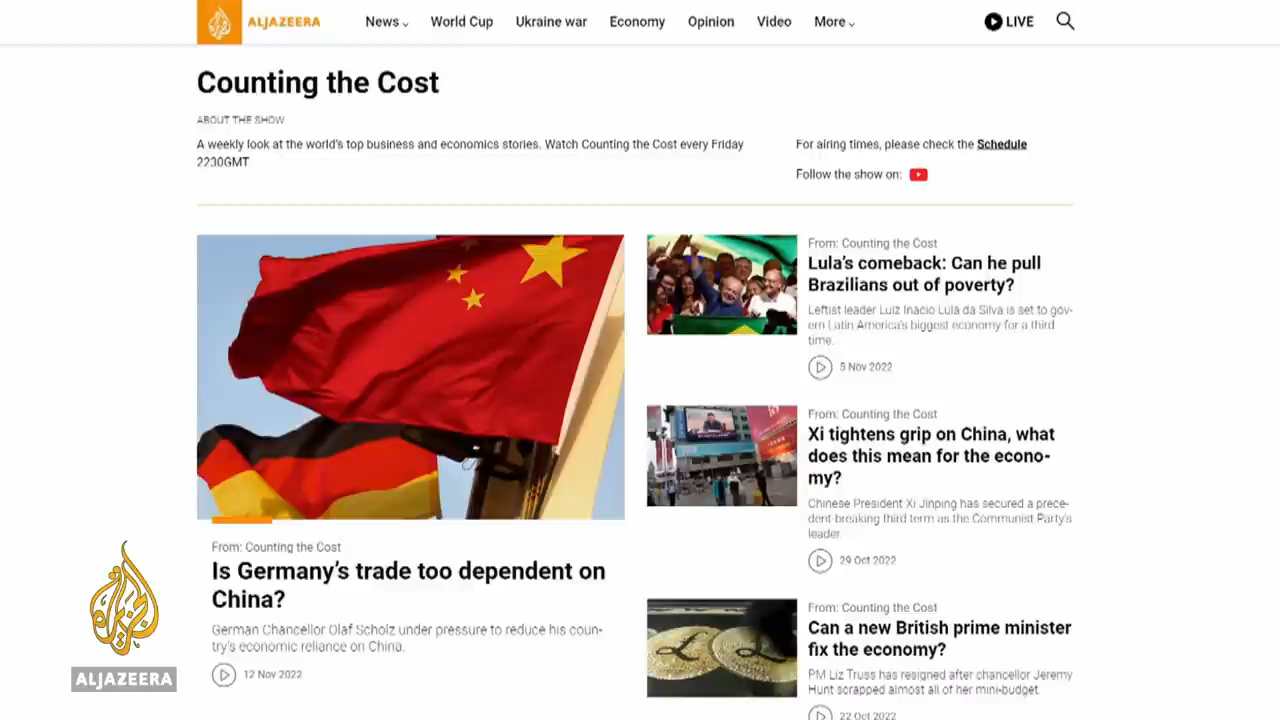 ALJAZEERA
News
World Cup
Ukraine war
Economy
Opinion
Video
More
LIVE
Counting the Cost
ABOUT THE SHOW
A weekly look at the world's top business and economics stories. Watch Counting the Cost every Friday
2230GMT
For airing times, please check the Schedule
Follow the show on:
From: Counting the Cost
Is Germany's trade too dependent on
China?
German Chancellor Olaf Scholz under pressure to reduce his coun-
try's economic reliance on China.
12 Nov 2022
From: Counting the Cost
Lula's comeback: Can he pull
Brazilians out of poverty?
Leftist leader Luiz Inacio Lula da Silva is set to gov-
ern Latin America's biggest economy for a third
time.
5 Nov 2022
From: Counting the Cost
Xi tightens grip on China, what
does this mean for the econo-
my?
Chinese President Xi Jinping has secured a prece-
dent-breaking third term as the Communist Party's
leader.
29 Oct 2022
From: Counting the Cost
Can a new British prime minister
fix the economy?
PM Liz Truss has resigned after chancellor Jeremy
Hunt scrapped almost all of her mini-budget.
22 Oct 2022
الجزيرة
ALJAZEERA